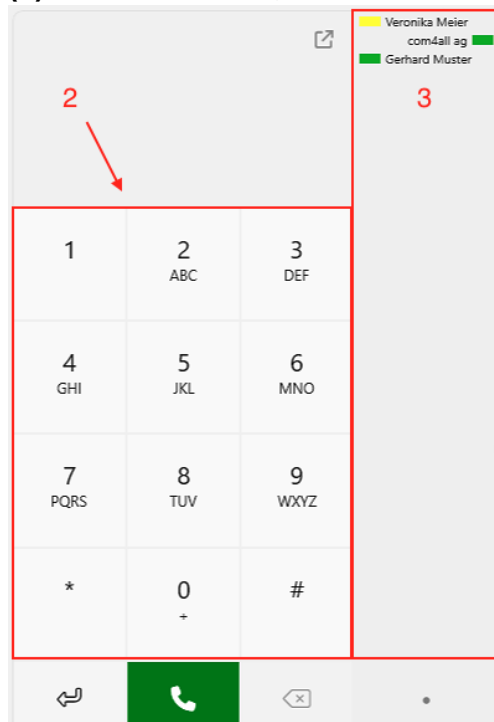 Veronika Meier
com4all ag
Gerhard Muster
2
3
1 2 3
ABC DEF
4 5 6
GHI JKL MNO
7 8 9
PQRS TUV WXYZ
* 0 #
+